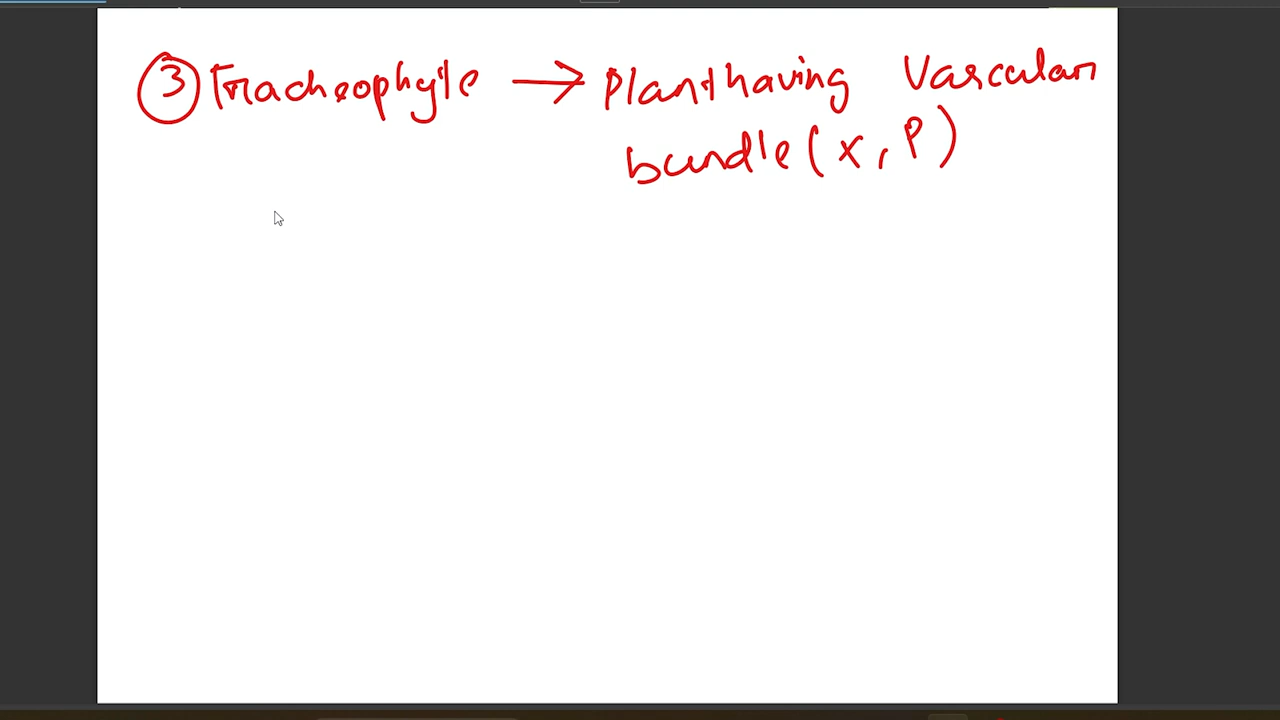 ③ Tracheophyte → Plant having Vascular
bundle (x, P)